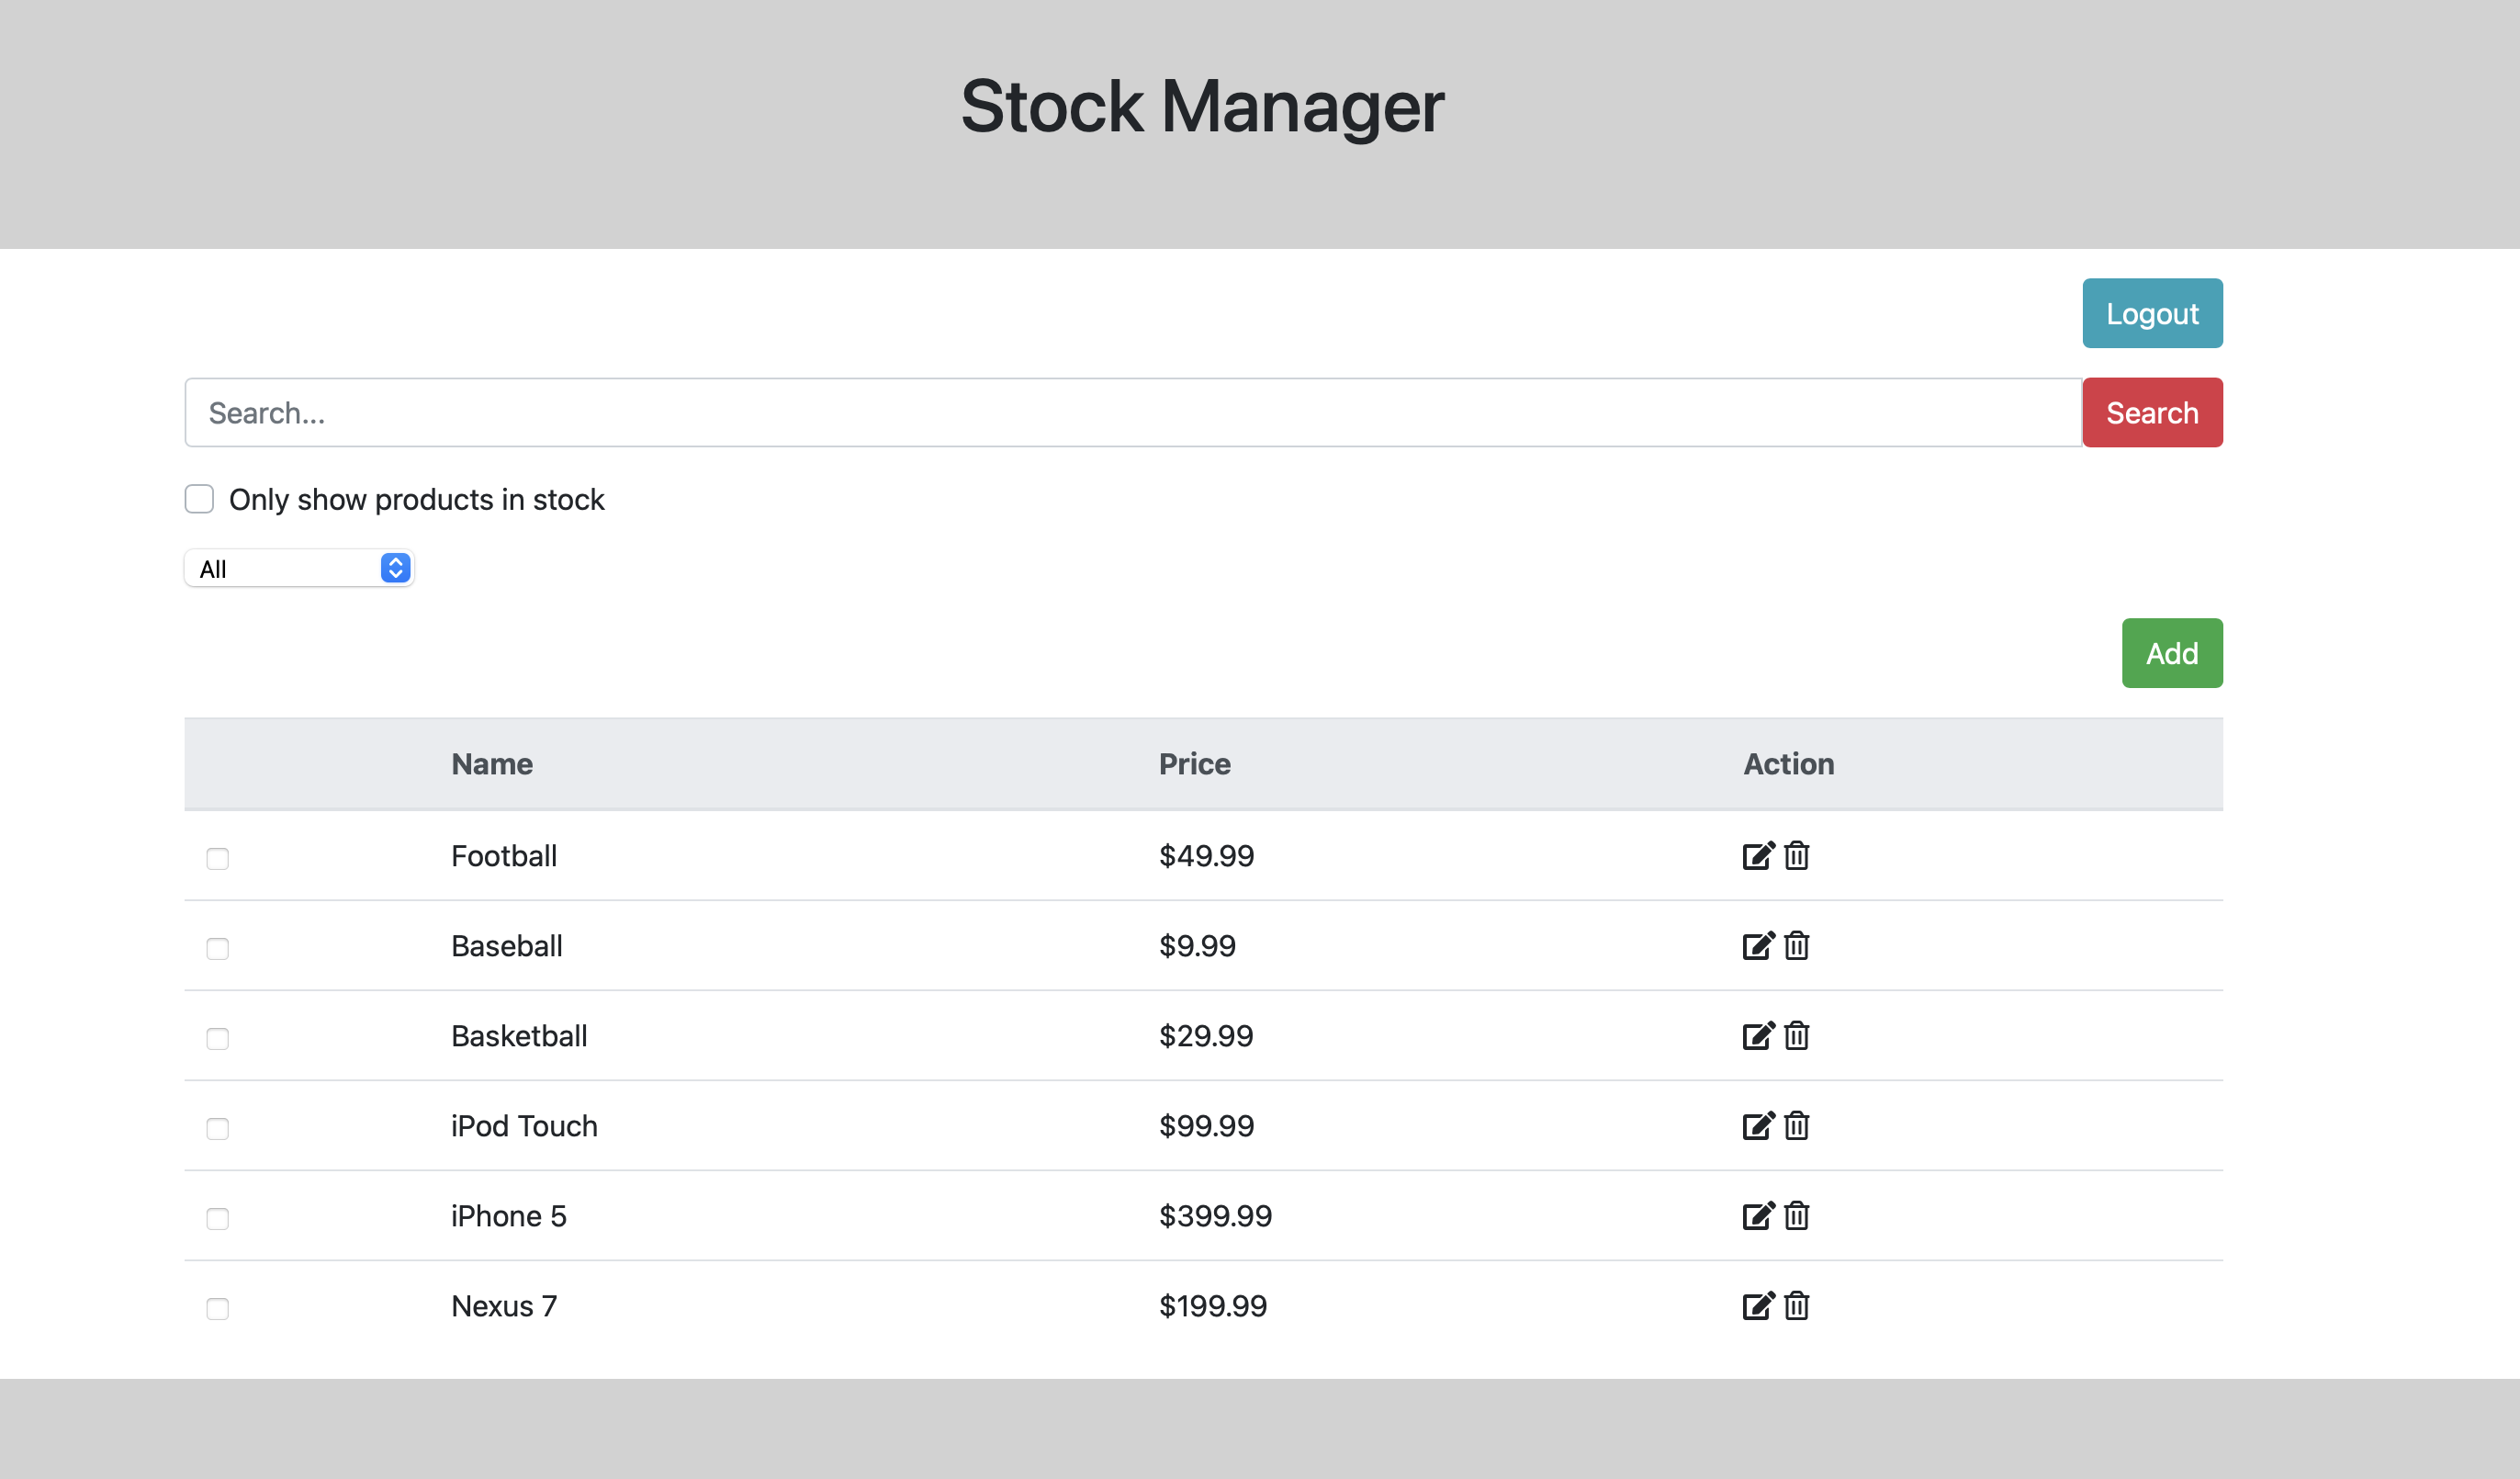 Stock Manager
Logout
Search...
Search
Only show products in stock
All
Add
Name Price Action
Football $49.99
Baseball $9.99
Basketball $29.99
iPod Touch $99.99
iPhone 5 $399.99
Nexus 7 $199.99